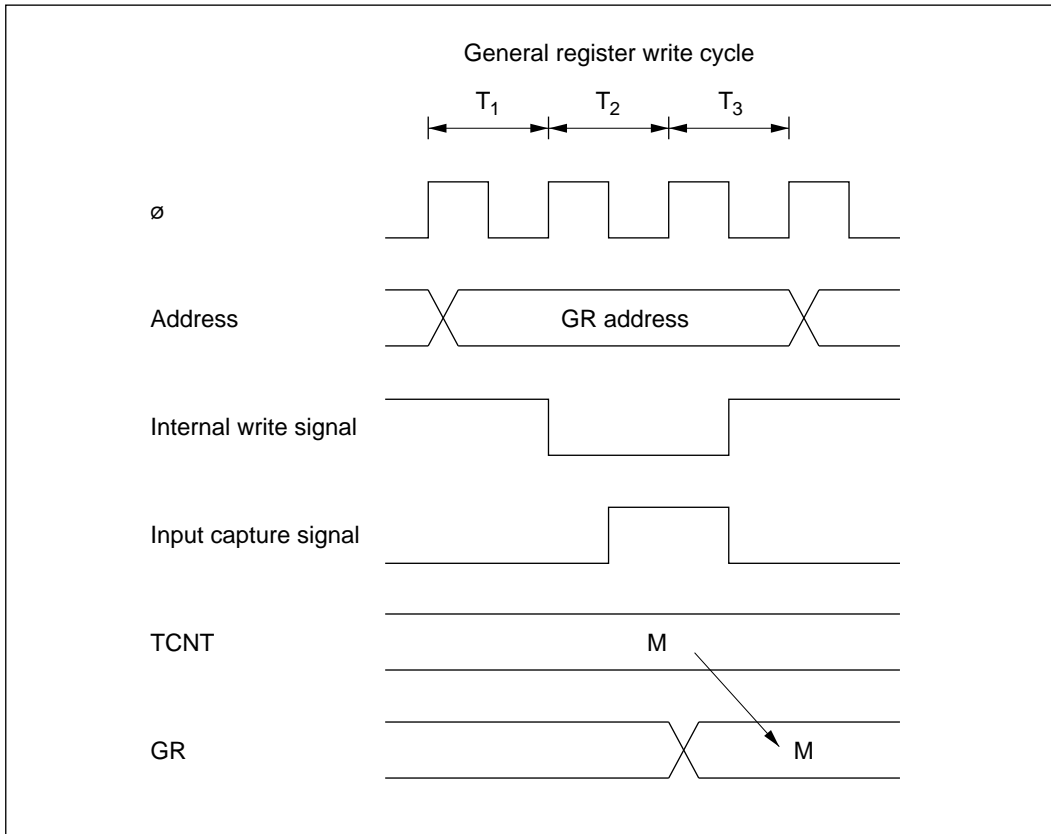 General register write cycle
T1 T2 T3
ø
Address GR address
Internal write signal
Input capture signal
TCNT M
GR M